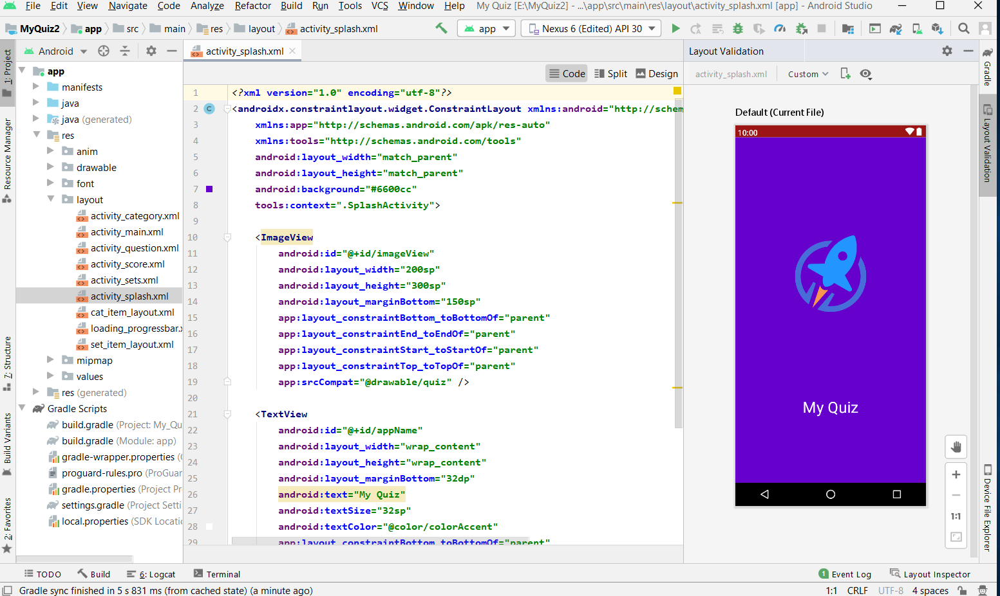 File Edit View Navigate Code Analyze Refactor Build Run Tools VCS Window Help My Quiz [E:\MyQuiz2] - ...\app\src\main\res\layout\activity_splash.xml [app] - Android Studio
MyQuiz2 app src main res layout activity_splash.xml app Nexus 6 (Edited) API 30
1: Project
Resource Manager
7: Structure
Build Variants
2: Favorites
Android
app
manifests
java
java (generated)
res
anim
drawable
font
layout
activity_category.xml
activity_main.xml
activity_question.xml
activity_score.xml
activity_sets.xml
activity_splash.xml
cat_item_layout.xml
loading_progressbar.x
set_item_layout.xml
mipmap
values
res (generated)
Gradle Scripts
build.gradle (Project: My_Qu
build.gradle (Module: app)
gradle-wrapper.properties (
proguard-rules.pro (ProGuar
gradle.properties (Project Pr
settings.gradle (Project Setti
local.properties (SDK Locatio
activity_splash.xml
Code Split Design
1 <?xml version="1.0" encoding="utf-8"?>
2 C <androidx.constraintlayout.widget.ConstraintLayout xmlns:android="http://schem
3 xmlns:app="http://schemas.android.com/apk/res-auto"
4 xmlns:tools="http://schemas.android.com/tools"
5 android:layout_width="match_parent"
6 android:layout_height="match_parent"
7 android:background="#6600cc"
8 tools:context=".SplashActivity">
9
10 <ImageView
11 android:id="@+id/imageView"
12 android:layout_width="200sp"
13 android:layout_height="300sp"
14 android:layout_marginBottom="150sp"
15 app:layout_constraintBottom_toBottomOf="parent"
16 app:layout_constraintEnd_toEndOf="parent"
17 app:layout_constraintStart_toStartOf="parent"
18 app:layout_constraintTop_toTopOf="parent"
19 app:srcCompat="@drawable/quiz" />
20
21 <TextView
22 android:id="@+id/appName"
23 android:layout_width="wrap_content"
24 android:layout_height="wrap_content"
25 android:layout_marginBottom="32dp"
26 android:text="My Quiz"
27 android:textSize="32sp"
28 android:textColor="@color/colorAccent"
29 app:layout_constraintBottom_toBottomOf="parent"
Layout Validation
activity_splash.xml Custom
Default (Current File)
10:00
My Quiz
1:1
Gradle
Layout Validation
Device File Explorer
TODO Build 6: Logcat Terminal 1 Event Log Layout Inspector
Gradle sync finished in 5 s 831 ms (from cached state) (a minute ago) 1:1 CRLF UTF-8 4 spaces